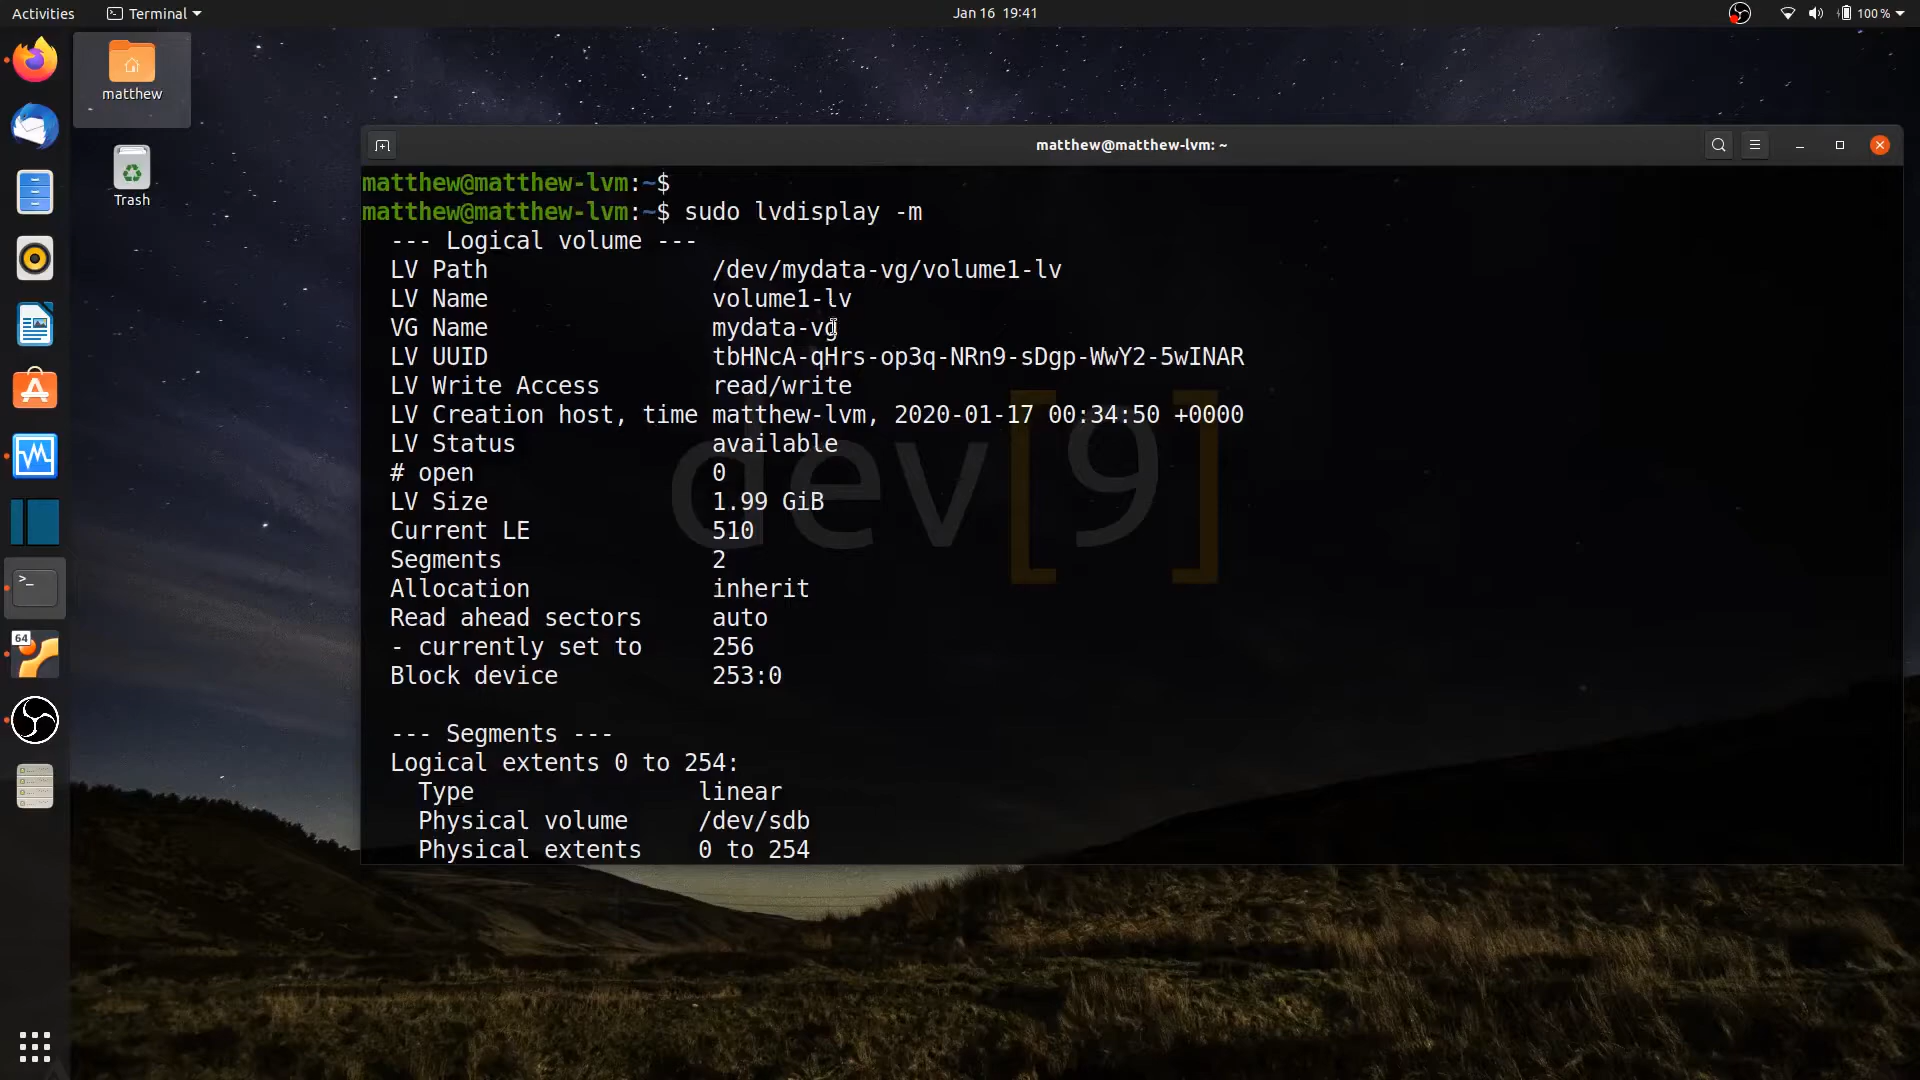 Activities Terminal Jan 16 19:41 100 %
matthew
Trash
64
matthew@matthew-lvm: ~
matthew@matthew-lvm:~$
matthew@matthew-lvm:~$ sudo lvdisplay -m
--- Logical volume ---
LV Path /dev/mydata-vg/volume1-lv
LV Name volume1-lv
VG Name mydata-vg
LV UUID tbHNcA-qHrs-op3q-NRn9-sDgp-WwY2-5wINAR
LV Write Access read/write
LV Creation host, time matthew-lvm, 2020-01-17 00:34:50 +0000
LV Status available
# open 0
LV Size 1.99 GiB
Current LE 510
Segments 2
Allocation inherit
Read ahead sectors auto
- currently set to 256
Block device 253:0
--- Segments ---
Logical extents 0 to 254:
Type linear
Physical volume /dev/sdb
Physical extents 0 to 254
dev[9]